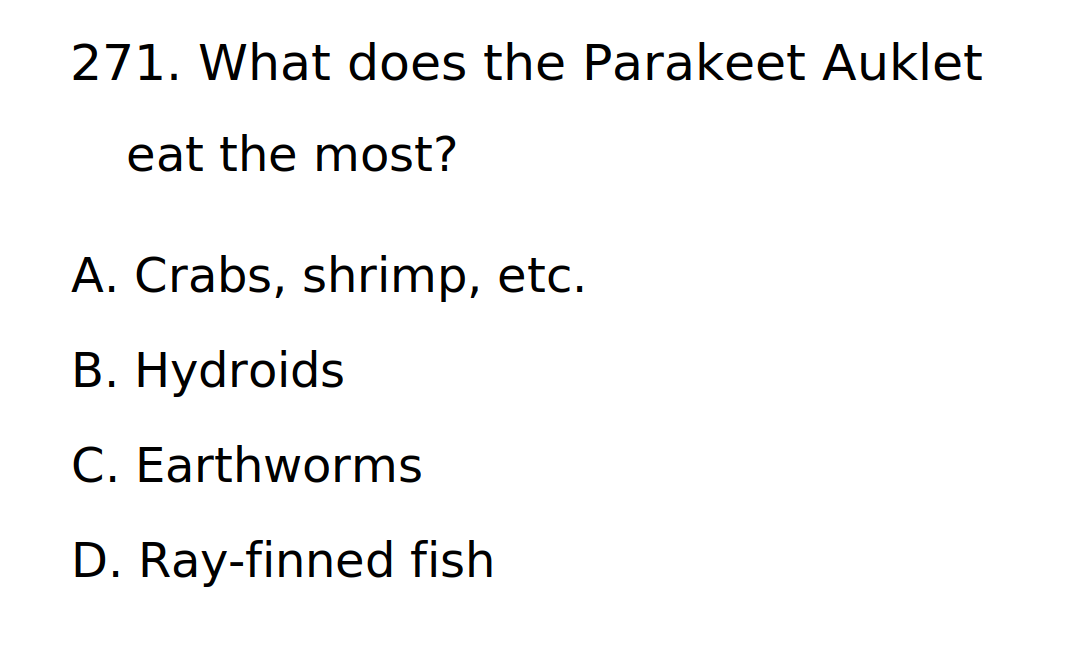 271. What does the Parakeet Auklet
eat the most?
A. Crabs, shrimp, etc.
B. Hydroids
C. Earthworms
D. Ray-finned fish